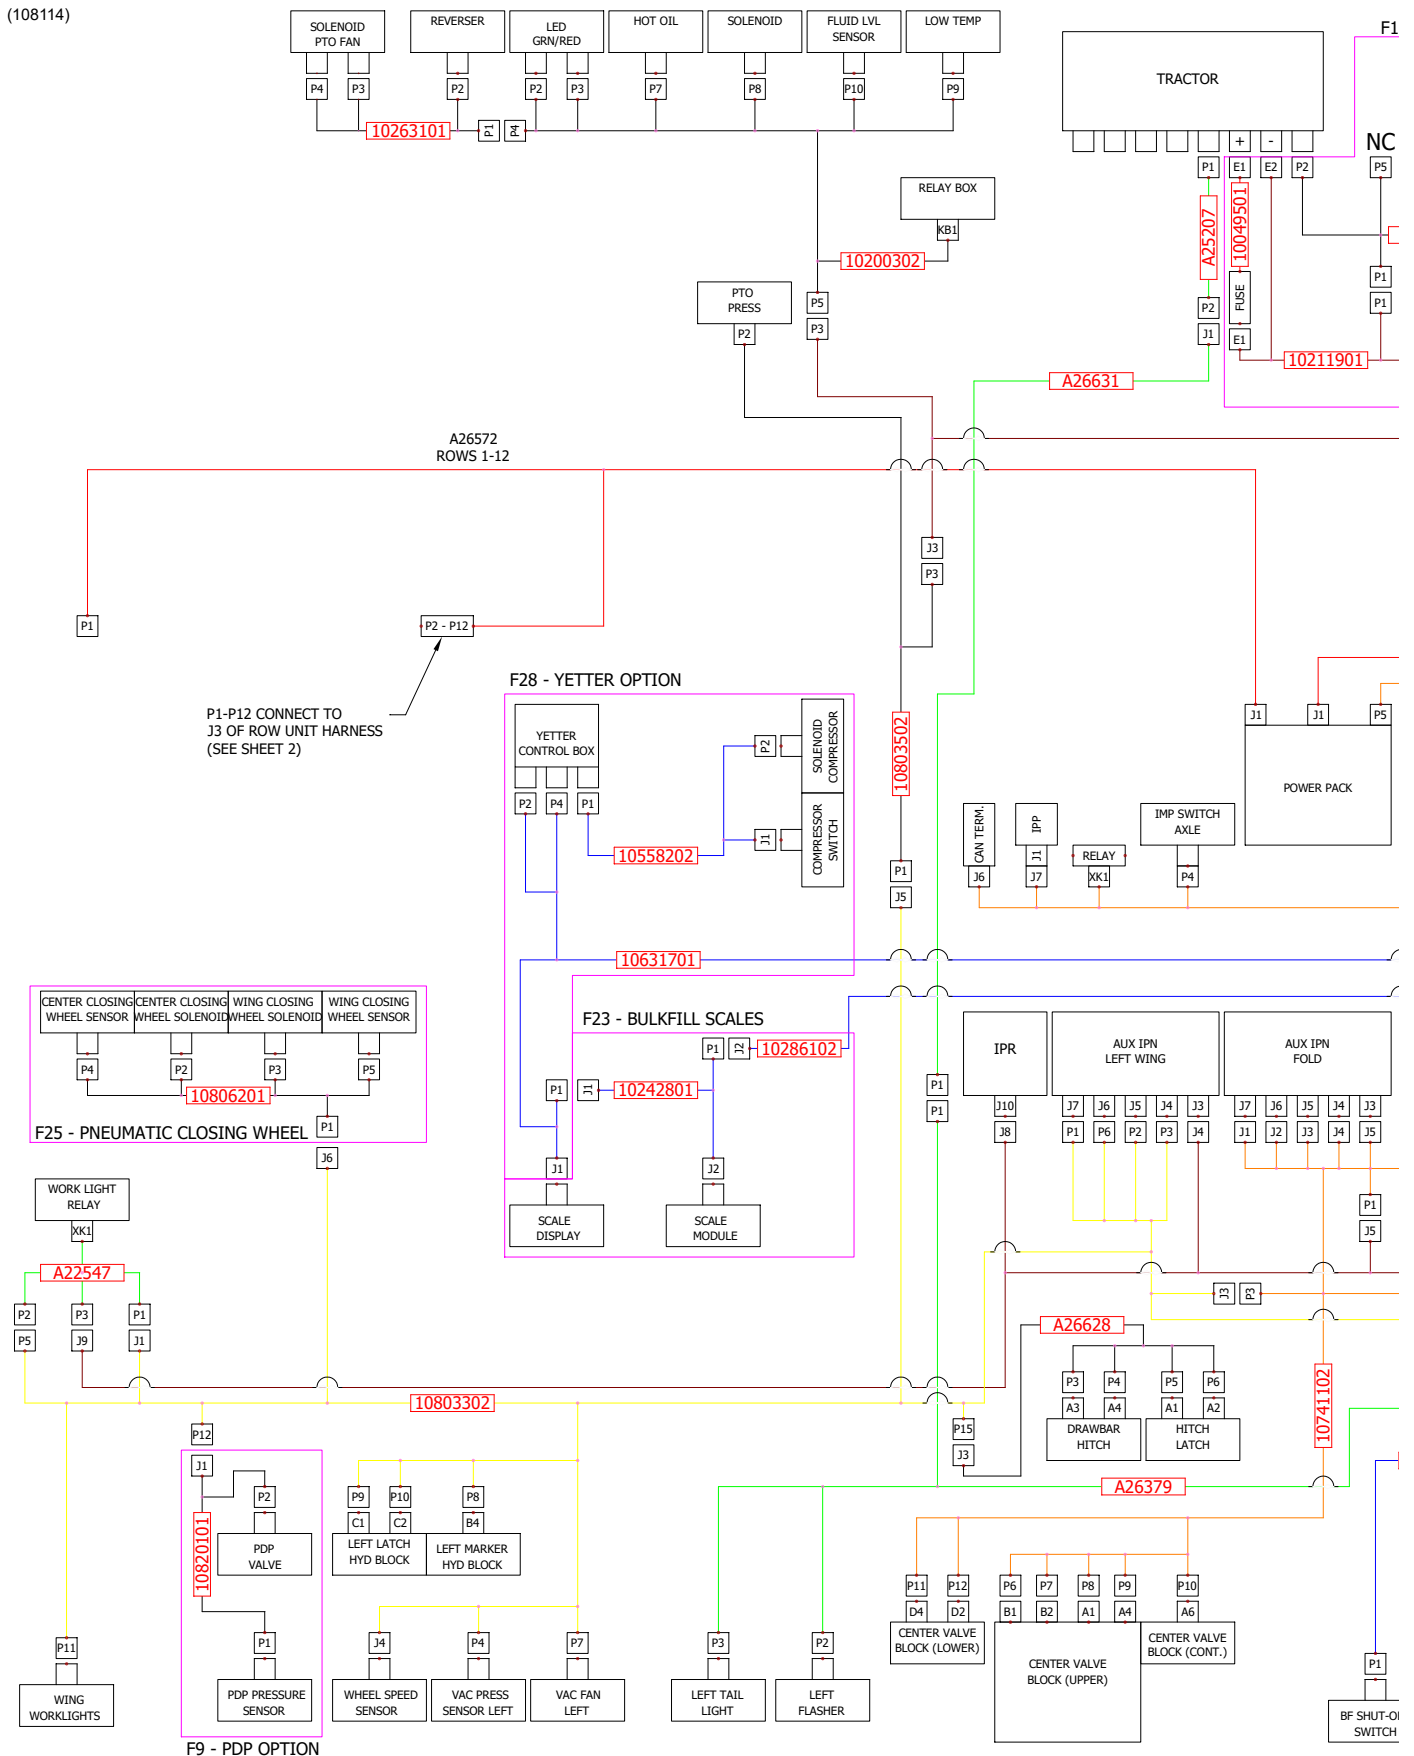 (108114)
SOLENOID
PTO FAN
REVERSER
LED
GRN/RED
HOT OIL
SOLENOID
FLUID LVL
SENSOR
LOW TEMP
P4 P3 P2 P2 P3 P7 P8 P10 P9
10263101
P1 P4
TRACTOR
F1
+ -
NC
P1 E1 E2 P2 P5
RELAY BOX
KB1
10200302
A25207
10049501
FUSE
PTO
PRESS
P2
P5
P3
P2
J1
E1
P1
P1
10211901
A26631
A26572
ROWS 1-12
J3
P3
P1
P2 - P12
P1-P12 CONNECT TO
J3 OF ROW UNIT HARNESS
(SEE SHEET 2)
F28 - YETTER OPTION
YETTER
CONTROL BOX
P2 P4 P1
10558202
P2
J1
SOLENOID
COMPRESSOR
COMPRESSOR
SWITCH
10803502
P1
J5
J1 J1 P5
POWER PACK
CAN TERM.
J6
IPP
J1
J7
RELAY
XK1
IMP SWITCH
AXLE
P4
10631701
CENTER CLOSING
WHEEL SENSOR
CENTER CLOSING
WHEEL SOLENOID
WING CLOSING
WHEEL SOLENOID
WING CLOSING
WHEEL SENSOR
P4 P2 P3 P5
10806201
F25 - PNEUMATIC CLOSING WHEEL
P1
J6
F23 - BULKFILL SCALES
P1 J2
10286102
P1 J1
10242801
J1
J2
SCALE
DISPLAY
SCALE
MODULE
P1
P1
IPR
J10
J8
AUX IPN
LEFT WING
J7 J6 J5 J4 J3
P1 P6 P2 P3 J4
AUX IPN
FOLD
J7 J6 J5 J4 J3
J1 J2 J3 J4 J5
P1
J5
WORK LIGHT
RELAY
XK1
A22547
P2 P3 P1
P5 J9 J1
J3 P3
A26628
P3 P4 P5 P6
A3 A4 A1 A2
DRAWBAR
HITCH
HITCH
LATCH
10741102
10803302
P12
J1
P15
J3
P2
PDP
VALVE
10820101
P1
PDP PRESSURE
SENSOR
F9 - PDP OPTION
P9 P10 P8
C1 C2 B4
LEFT LATCH
HYD BLOCK
LEFT MARKER
HYD BLOCK
A26379
P11
WING
WORKLIGHTS
J4 P4 P7
WHEEL SPEED
SENSOR
VAC PRESS
SENSOR LEFT
VAC FAN
LEFT
P3 P2
LEFT TAIL
LIGHT
LEFT
FLASHER
P11 P12 P6 P7 P8 P9 P10
D4 D2 B1 B2 A1 A4 A6
CENTER VALVE
BLOCK (LOWER)
CENTER VALVE
BLOCK (UPPER)
CENTER VALVE
BLOCK (CONT.)
P1
BF SHUT-O
SWITCH